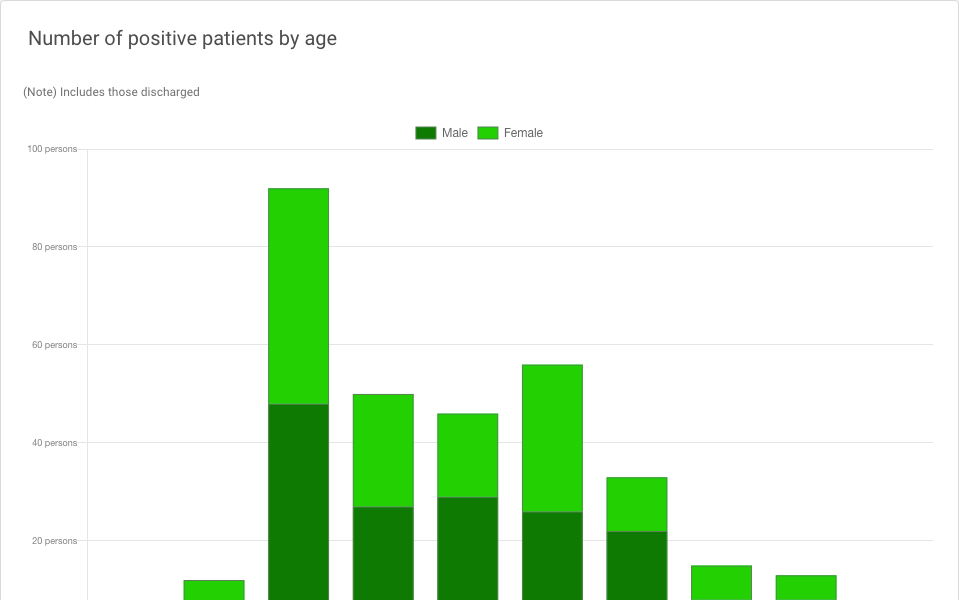 Number of positive patients by age
(Note) Includes those discharged
Male Female
100 persons
80 persons
60 persons
40 persons
20 persons